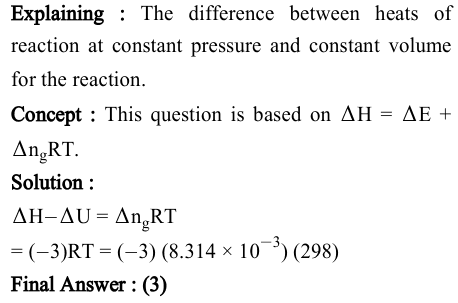 Explaining : The difference between heats of
reaction at constant pressure and constant volume
for the reaction.
Concept : This question is based on ΔH = ΔE +
Δn_gRT.
Solution :
ΔH−ΔU = Δn_gRT
= (−3)RT = (−3) (8.314 × 10^−3) (298)
Final Answer : (3)